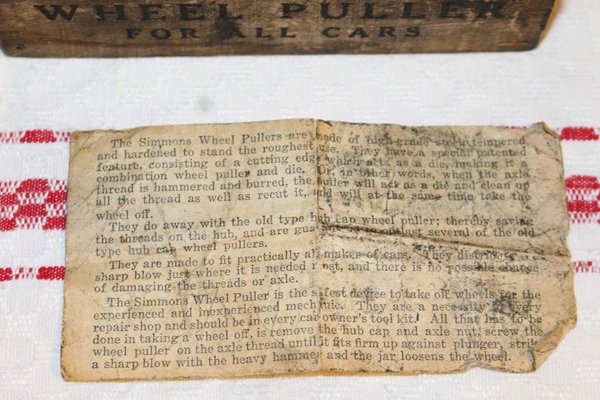 WHEEL PULLER
FOR ALL CARS
The Simmons Wheel Pullers are made of high grade steel tempered
and hardened to stand the roughest use. They have a special patented
feature, consisting of a cutting edge which acts as a die, making it a
combination wheel puller and die. Or, in other words, when the axle
thread is hammered and burred, the puller will act as a die and clean up
all the thread as well as recut it, and will at the same time take the
wheel off.
They do away with the old type hub cap wheel puller; thereby saving
the threads on the hub, and are last several of the old
type hub cap wheel pullers.
They are made to fit practically all makes of cars. They distribute a
sharp blow just where it is needed most, and there is no possible chance
of damaging the threads or axle.
The Simmons Wheel Puller is the safest device to take off wheels for the
experienced and inexperienced mechanic. They are a necessity in every
repair shop and should be in every car owner's tool kit. All that has to be
done in taking a wheel off, is remove the hub cap and axle nut, screw the
wheel puller on the axle thread until it fits firm up against plunger, strike
a sharp blow with the heavy hammer and the jar loosens the wheel.